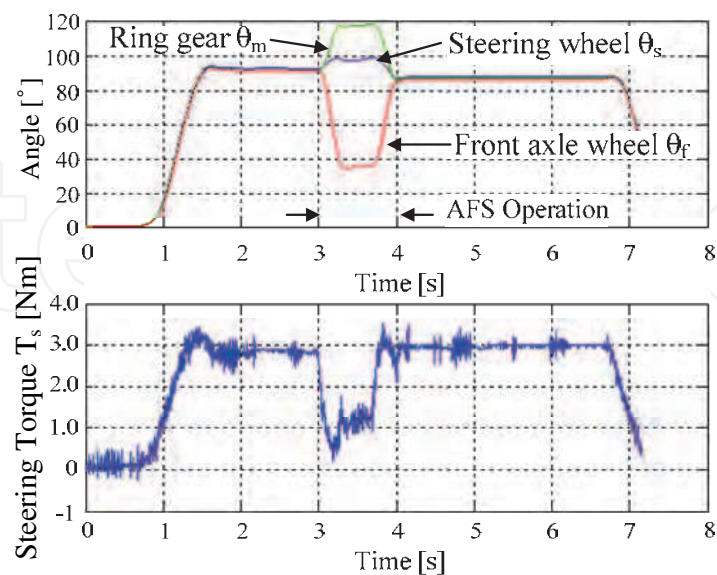 Ring gear θm
Steering wheel θs
Front axle wheel θf
AFS Operation
Angle [°]
120
100
80
60
40
20
0
0 1 2 3 4 5 6 7 8
Time [s]
Steering Torque Ts [Nm]
4.0
3.0
2.0
1.0
0
-1
0 1 2 3 4 5 6 7 8
Time [s]